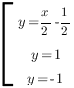 y = x/2 - 1/2
y = 1
y = -1